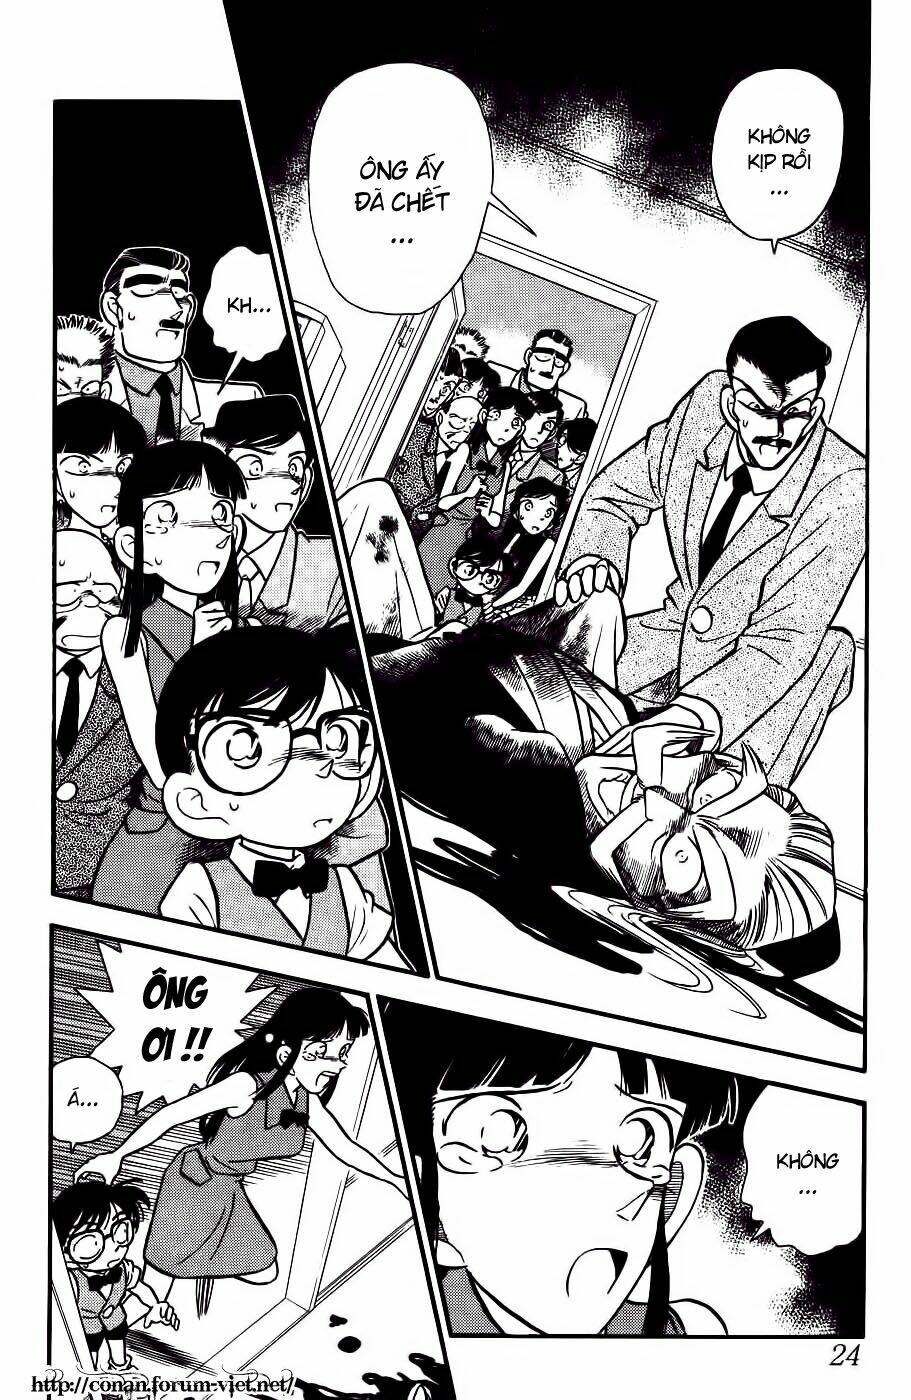 KHÔNG
KỊP RỒI
...
ÔNG ẤY
ĐÃ CHẾT
...
KH...
KHÔNG
...
ÔNG
ƠI !!
Á...
24
http://conan.forum-viet.net/